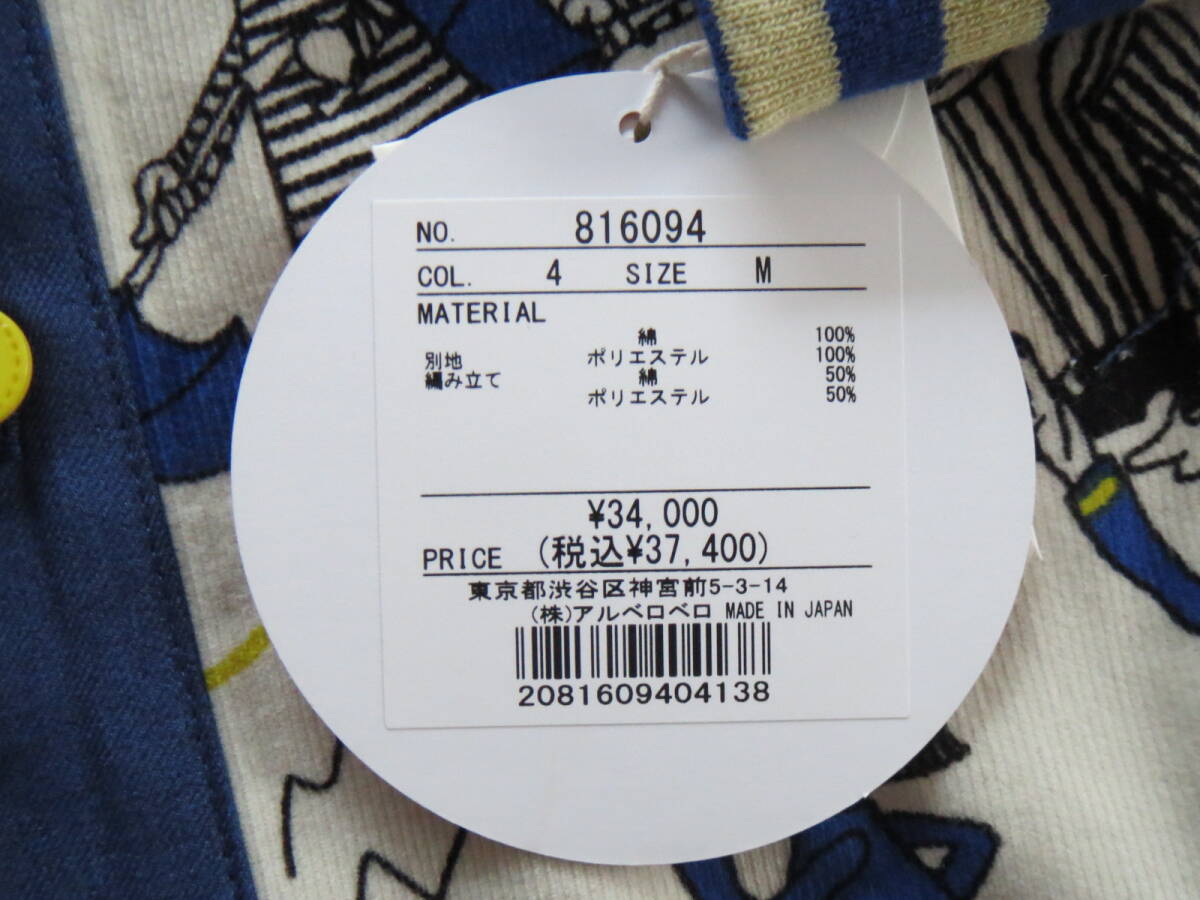 NO. 816094
COL. 4 SIZE M
MATERIAL
綿 100%
別地 ポリエステル 100%
編み立て 綿 50%
ポリエステル 50%
¥34,000
PRICE (税込¥37,400)
東京都渋谷区神宮前5-3-14
(株)アルベロベロ MADE IN JAPAN
2081609404138